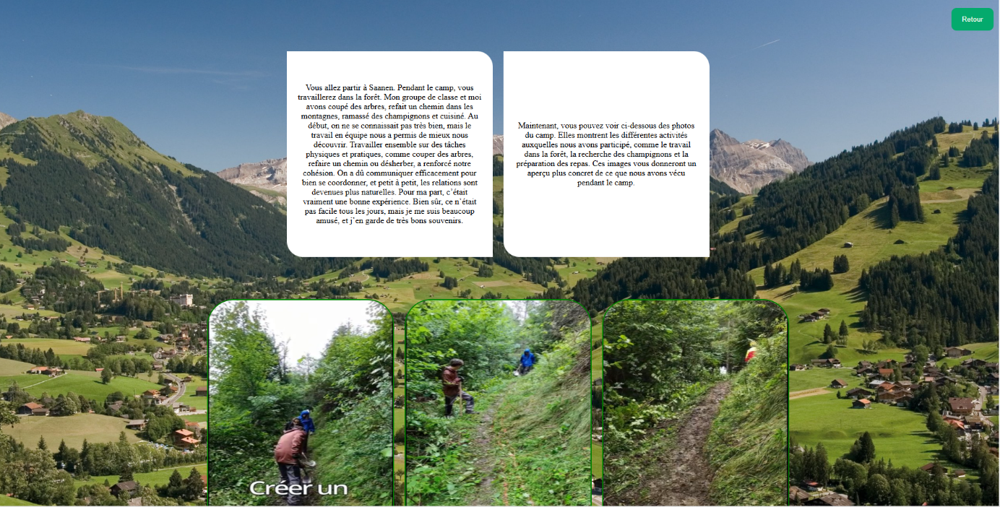 Retour
Vous allez partir à Saanen. Pendant le camp, vous
travaillerez dans la forêt. Mon groupe de classe et moi
avons coupé des arbres, refait un chemin dans les
montagnes, ramassé des champignons et cuisiné. Au
début, on ne se connaissait pas très bien, mais le
travail en équipe nous a permis de mieux nous
découvrir. Travailler ensemble sur des tâches
physiques et pratiques, comme couper des arbres,
refaire un chemin ou désherber, a renforcé notre
cohésion. On a dû communiquer efficacement pour
bien se coordonner, et petit à petit, les relations sont
devenues plus naturelles. Pour ma part, c’était
vraiment une bonne expérience. Bien sûr, ce n’était
pas facile tous les jours, mais je me suis beaucoup
amusé, et j’en garde de très bons souvenirs.
Maintenant, vous pouvez voir ci-dessous des photos
du camp. Elles montrent les différentes activités
auxquelles nous avons participé, comme le travail
dans la forêt, la recherche des champignons et la
préparation des repas. Ces images vous donneront un
aperçu plus concret de ce que nous avons vécu
pendant le camp.
Créer un